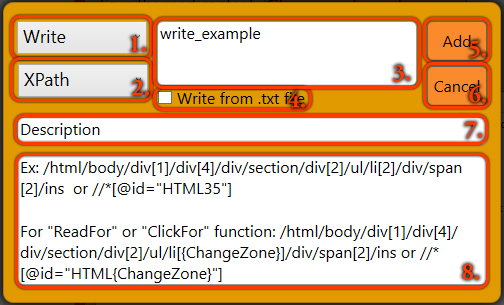 Write
1.
write_example
3.
Add
5.
XPath
2.
Write from .txt file
4.
Cancel
6.
Description
7.
Ex: /html/body/div[1]/div[4]/div/section/div[2]/ul/li[2]/div/span
[2]/ins or //*[@id="HTML35"]
For "ReadFor" or "ClickFor" function: /html/body/div[1]/div[4]/
div/section/div[2]/ul/li[{ChangeZone}]/div/span[2]/ins or //*
[@id="HTML{ChangeZone}"]
8.